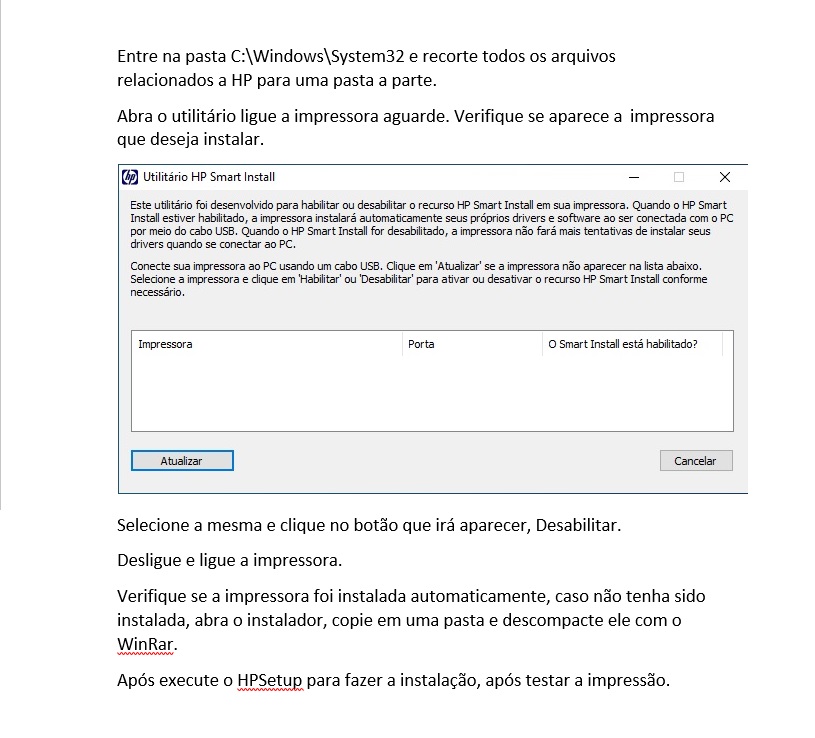 Entre na pasta C:\Windows\System32 e recorte todos os arquivos
relacionados a HP para uma pasta a parte.
Abra o utilitário ligue a impressora aguarde. Verifique se aparece a  impressora
que deseja instalar.
hp Utilitário HP Smart Install
Este utilitário foi desenvolvido para habilitar ou desabilitar o recurso HP Smart Install em sua impressora. Quando o HP Smart
Install estiver habilitado, a impressora instalará automaticamente seus próprios drivers e software ao ser conectada com o PC
por meio do cabo USB. Quando o HP Smart Install for desabilitado, a impressora não fará mais tentativas de instalar seus
drivers quando se conectar ao PC.
Conecte sua impressora ao PC usando um cabo USB. Clique em 'Atualizar' se a impressora não aparecer na lista abaixo.
Selecione a impressora e clique em 'Habilitar' ou 'Desabilitar' para ativar ou desativar o recurso HP Smart Install conforme
necessário.
Impressora Porta O Smart Install está habilitado?
Atualizar Cancelar
Selecione a mesma e clique no botão que irá aparecer, Desabilitar.
Desligue e ligue a impressora.
Verifique se a impressora foi instalada automaticamente, caso não tenha sido
instalada, abra o instalador, copie em uma pasta e descompacte ele com o
WinRar.
Após execute o HPSetup para fazer a instalação, após testar a impressão.